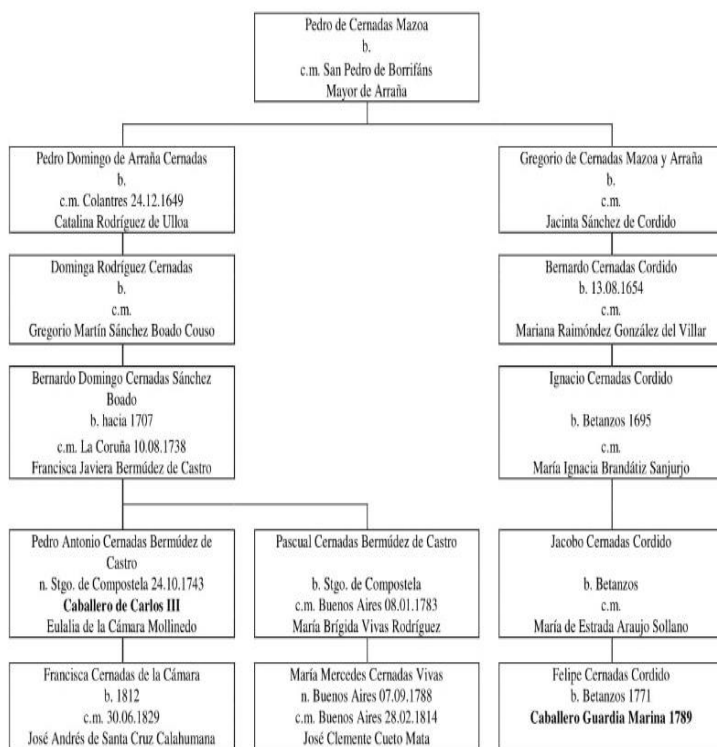 Pedro de Cernadas Mazoa
b.
c.m. San Pedro de Borrifáns
Mayor de Arraña
Pedro Domingo de Arraña Cernadas
b.
c.m. Colantres 24.12.1649
Catalina Rodríguez de Ulloa
Gregorio de Cernadas Mazoa y Arraña
b.
c.m.
Jacinta Sánchez de Cordido
Dominga Rodríguez Cernadas
b.
c.m.
Gregorio Martín Sánchez Boado Couso
Bernardo Cernadas Cordido
b. 13.08.1654
c.m.
Mariana Raimóndez González del Villar
Bernardo Domingo Cernadas Sánchez
Boado
b. hacia 1707
c.m. La Coruña 10.08.1738
Francisca Javiera Bermúdez de Castro
Ignacio Cernadas Cordido
b. Betanzos 1695
c.m.
María Ignacia Brandátiz Sanjurjo
Pedro Antonio Cernadas Bermúdez de
Castro
n. Stgo. de Compostela 24.10.1743
Caballero de Carlos III
Eulalia de la Cámara Mollinedo
Pascual Cernadas Bermúdez de Castro
b. Stgo. de Compostela
c.m. Buenos Aires 08.01.1783
María Brígida Vivas Rodríguez
Jacobo Cernadas Cordido
b. Betanzos
c.m.
María de Estrada Araujo Sollano
Francisca Cernadas de la Cámara
b. 1812
c.m. 30.06.1829
José Andrés de Santa Cruz Calahumana
María Mercedes Cernadas Vivas
n. Buenos Aires 07.09.1788
c.m. Buenos Aires 28.02.1814
José Clemente Cueto Mata
Felipe Cernadas Cordido
b. Betanzos 1771
Caballero Guardia Marina 1789